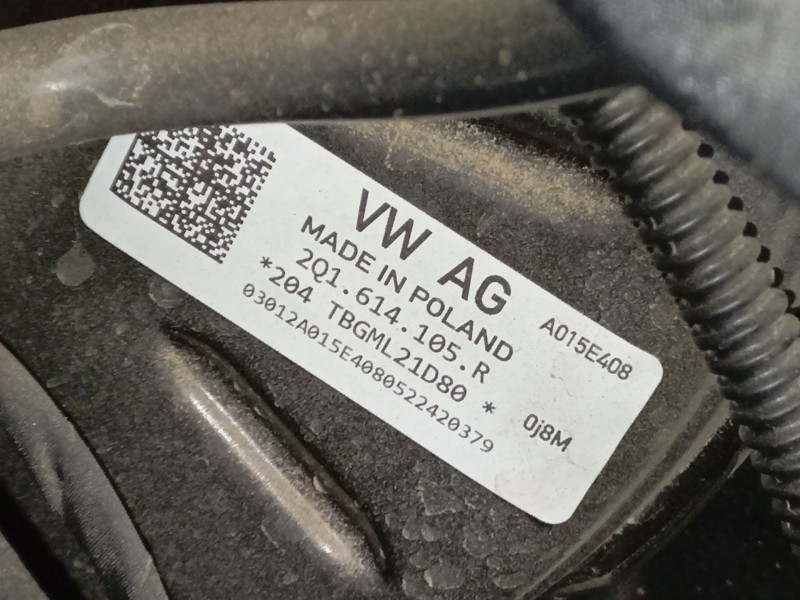 VW AG A015E408
MADE IN POLAND
2Q1.614.105.R
*204 TBGML21D80 * 0j8M
03012A015E4080522420379